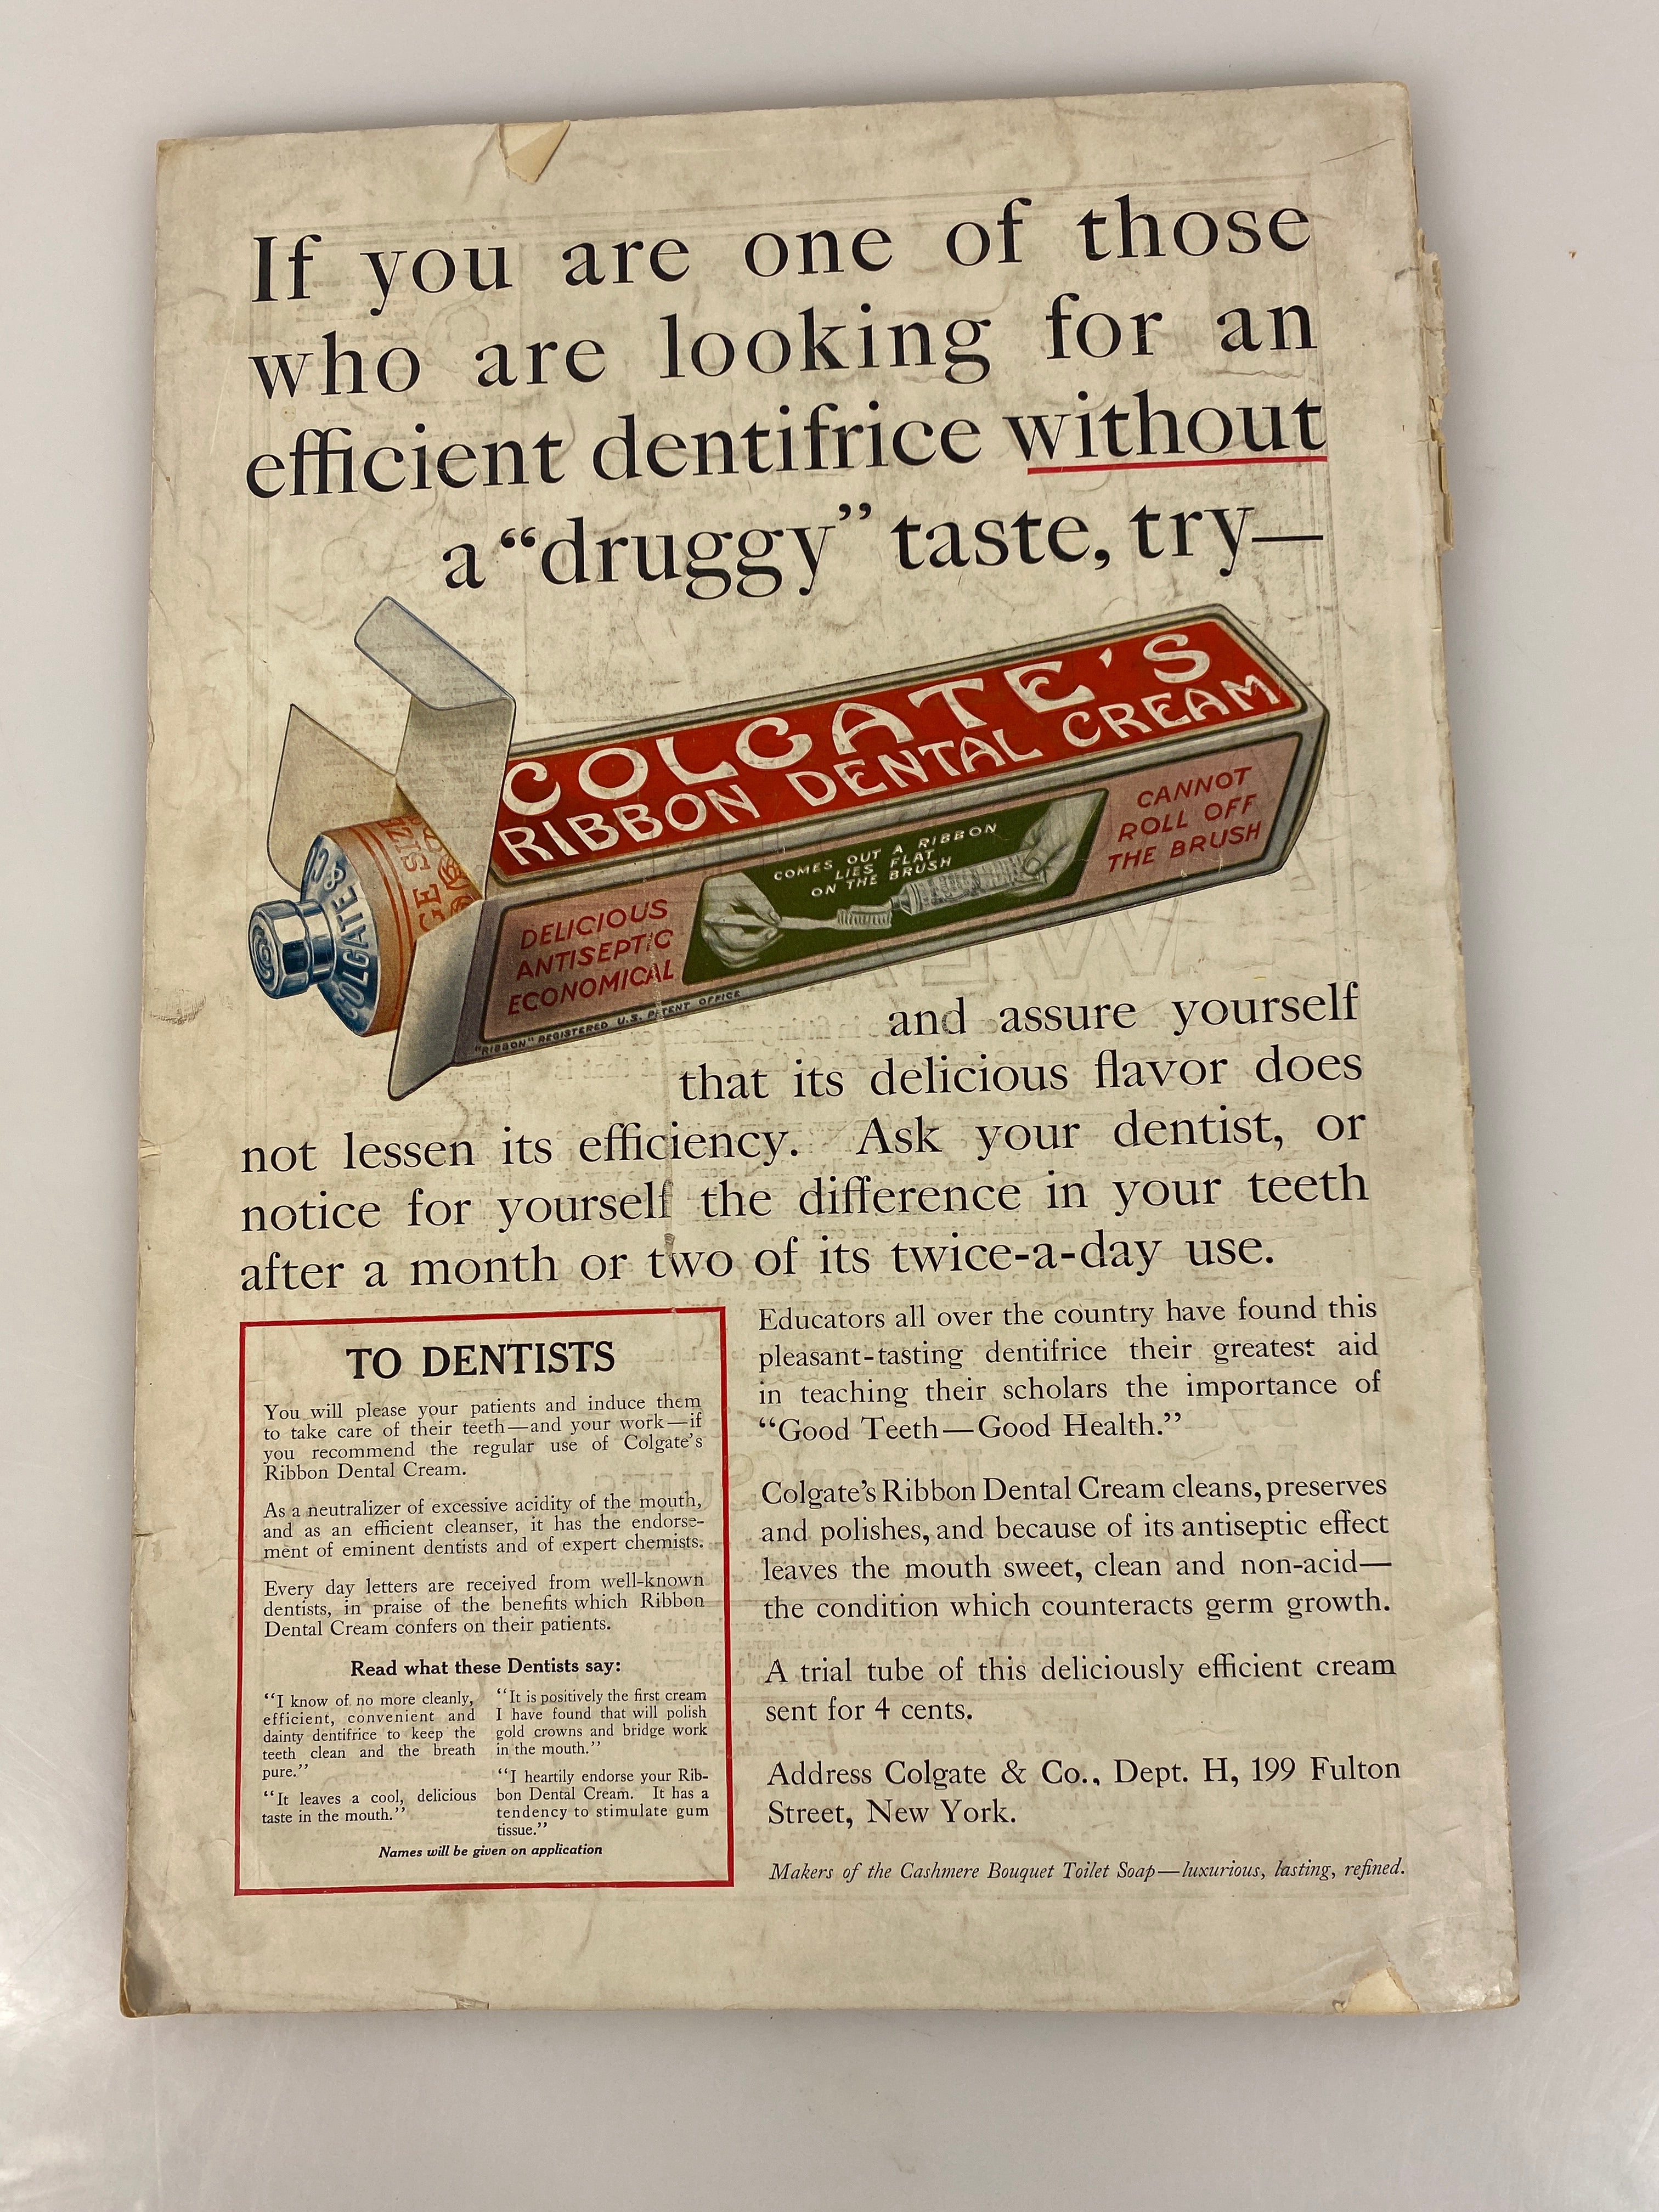 If you are one of those
who are looking for an
efficient dentifrice without
a “druggy” taste, try—
COLGATE'S
RIBBON DENTAL CREAM
COMES OUT A RIBBON
LIES FLAT
ON THE BRUSH
CANNOT
ROLL OFF
THE BRUSH
DELICIOUS
ANTISEPTIC
ECONOMICAL
"RIBBON" REGISTERED U.S. PATENT OFFICE
COLGATE &
and assure yourself
that its delicious flavor does
not lessen its efficiency. Ask your dentist, or
notice for yourself the difference in your teeth
after a month or two of its twice-a-day use.
TO DENTISTS
You will please your patients and induce them
to take care of their teeth—and your work—if
you recommend the regular use of Colgate's
Ribbon Dental Cream.
As a neutralizer of excessive acidity of the mouth,
and as an efficient cleanser, it has the endorse-
ment of eminent dentists and of expert chemists.
Every day letters are received from well-known
dentists, in praise of the benefits which Ribbon
Dental Cream confers on their patients.
Read what these Dentists say:
“I know of no more cleanly,
efficient, convenient and
dainty dentifrice to keep the
teeth clean and the breath
pure.”
“It leaves a cool, delicious
taste in the mouth.”
“It is positively the first cream
I have found that will polish
gold crowns and bridge work
in the mouth.”
“I heartily endorse your Rib-
bon Dental Cream. It has a
tendency to stimulate gum
tissue.”
Names will be given on application
Educators all over the country have found this
pleasant-tasting dentifrice their greatest aid
in teaching their scholars the importance of
“Good Teeth—Good Health.”
Colgate's Ribbon Dental Cream cleans, preserves
and polishes, and because of its antiseptic effect
leaves the mouth sweet, clean and non-acid—
the condition which counteracts germ growth.
A trial tube of this deliciously efficient cream
sent for 4 cents.
Address Colgate & Co., Dept. H, 199 Fulton
Street, New York.
Makers of the Cashmere Bouquet Toilet Soap—luxurious, lasting, refined.